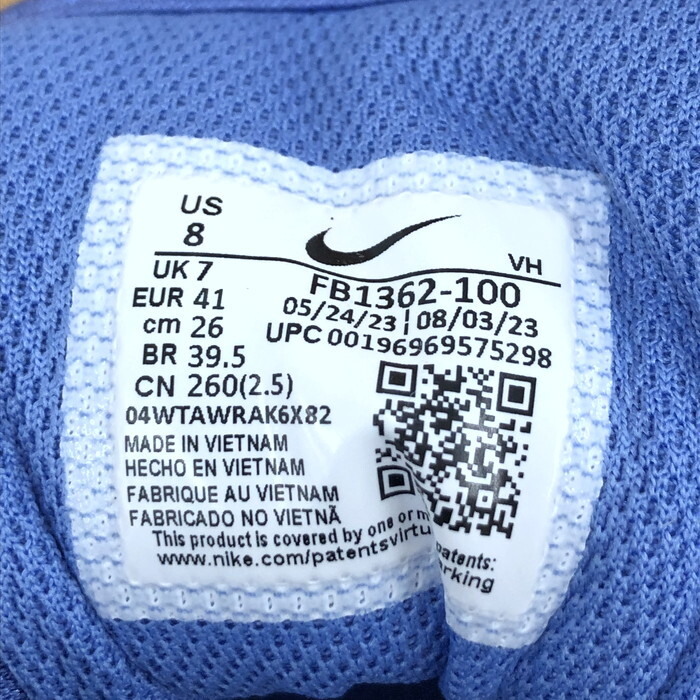 US
8
VH
UK 7
EUR 41
cm 26
BR 39.5
CN 260(2.5)
FB1362-100
05/24/23 | 08/03/23
UPC 00196969575298
04WTAWRAK6X82
MADE IN VIETNAM
HECHO EN VIETNAM
FABRIQUE AU VIETNAM
FABRICADO NO VIETNÃ
This product is covered by one or patents:
www.nike.com/patentsvirtu rking